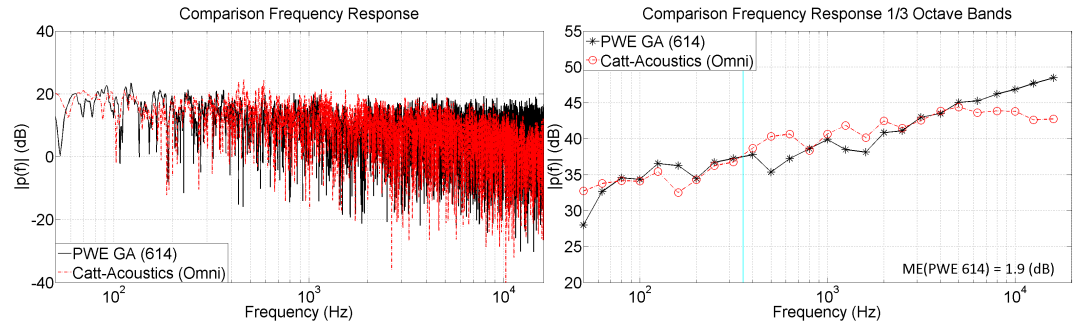 Comparison Frequency Response
40
20
0
-20
-40
|p(f)| (dB)
PWE GA (614)
Catt-Acoustics (Omni)
10^2
10^3
10^4
Frequency (Hz)
Comparison Frequency Response 1/3 Octave Bands
55
50
45
40
35
30
25
20
|p(f)| (dB)
PWE GA (614)
Catt-Acoustics (Omni)
ME(PWE 614) = 1.9 (dB)
10^2
10^3
10^4
Frequency (Hz)